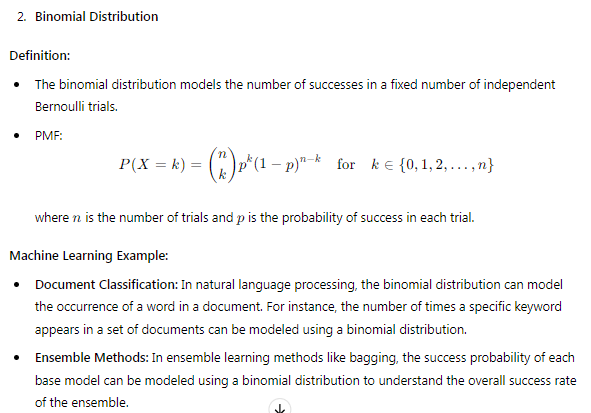 2. Binomial Distribution
Definition:
• The binomial distribution models the number of successes in a fixed number of independent
Bernoulli trials.
• PMF:
P(X = k) = \binom{n}{k} p^k (1 − p)^{n−k} for k ∈ {0, 1, 2, . . . , n}
where n is the number of trials and p is the probability of success in each trial.
Machine Learning Example:
• Document Classification: In natural language processing, the binomial distribution can model
the occurrence of a word in a document. For instance, the number of times a specific keyword
appears in a set of documents can be modeled using a binomial distribution.
• Ensemble Methods: In ensemble learning methods like bagging, the success probability of each
base model can be modeled using a binomial distribution to understand the overall success rate
of the ensemble.